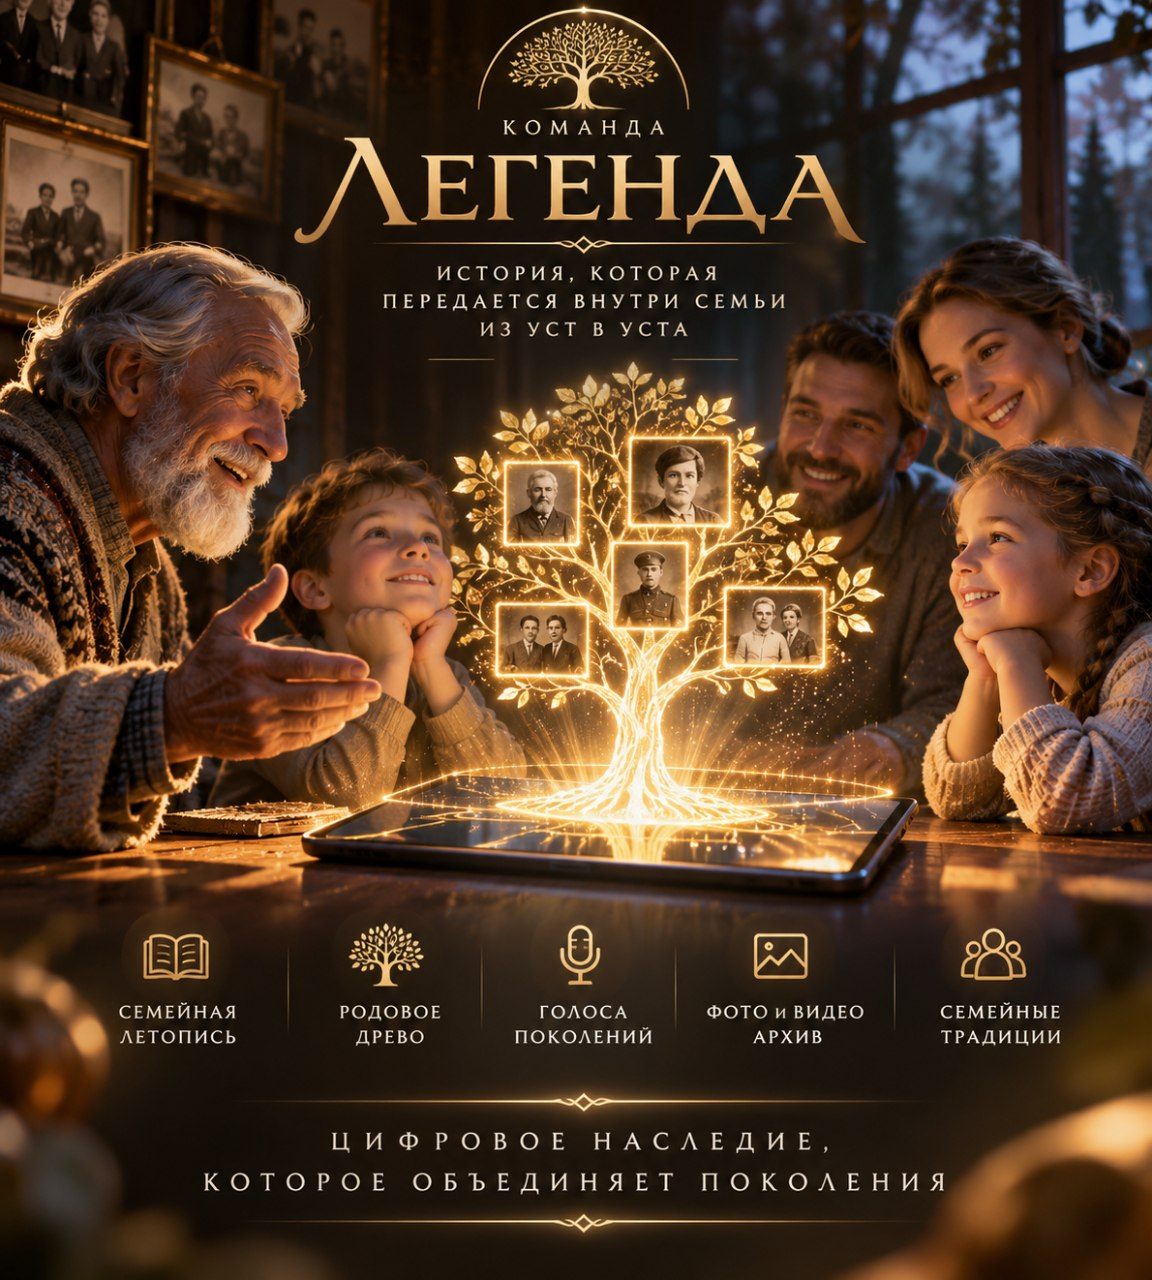 КОМАНДА
ЛЕГЕНДА
ИСТОРИЯ, КОТОРАЯ
ПЕРЕДАЕТСЯ ВНУТРИ СЕМЬИ
ИЗ УСТ В УСТА
СЕМЕЙНАЯ
ЛЕТОПИСЬ
РОДОВОЕ
ДРЕВО
ГОЛОСА
ПОКОЛЕНИЙ
ФОТО и ВИДЕО
АРХИВ
СЕМЕЙНЫЕ
ТРАДИЦИИ
ЦИФРОВОЕ НАСЛЕДИЕ,
КОТОРОЕ ОБЪЕДИНЯЕТ ПОКОЛЕНИЯ